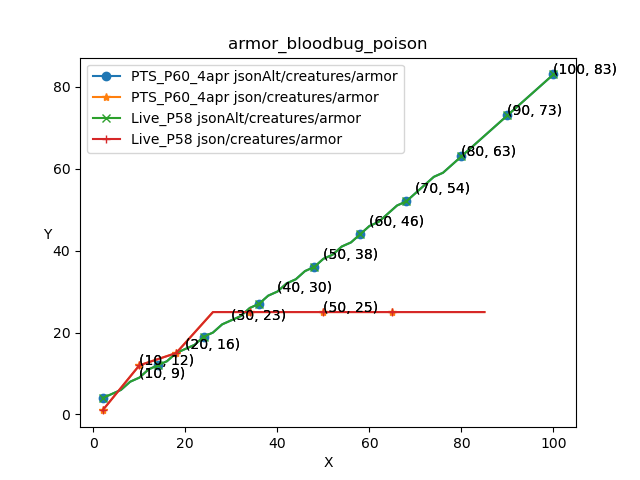 armor_bloodbug_poison
PTS_P60_4apr jsonAlt/creatures/armor
PTS_P60_4apr json/creatures/armor
Live_P58 jsonAlt/creatures/armor
Live_P58 json/creatures/armor
(100, 83)
(90, 73)
(80, 63)
(70, 54)
(60, 46)
(50, 38)
(40, 30)
(30, 23)
(50, 25)
(20, 16)
(10, 12)
(10, 9)
80
60
40
20
0
Y
0 20 40 60 80 100
X